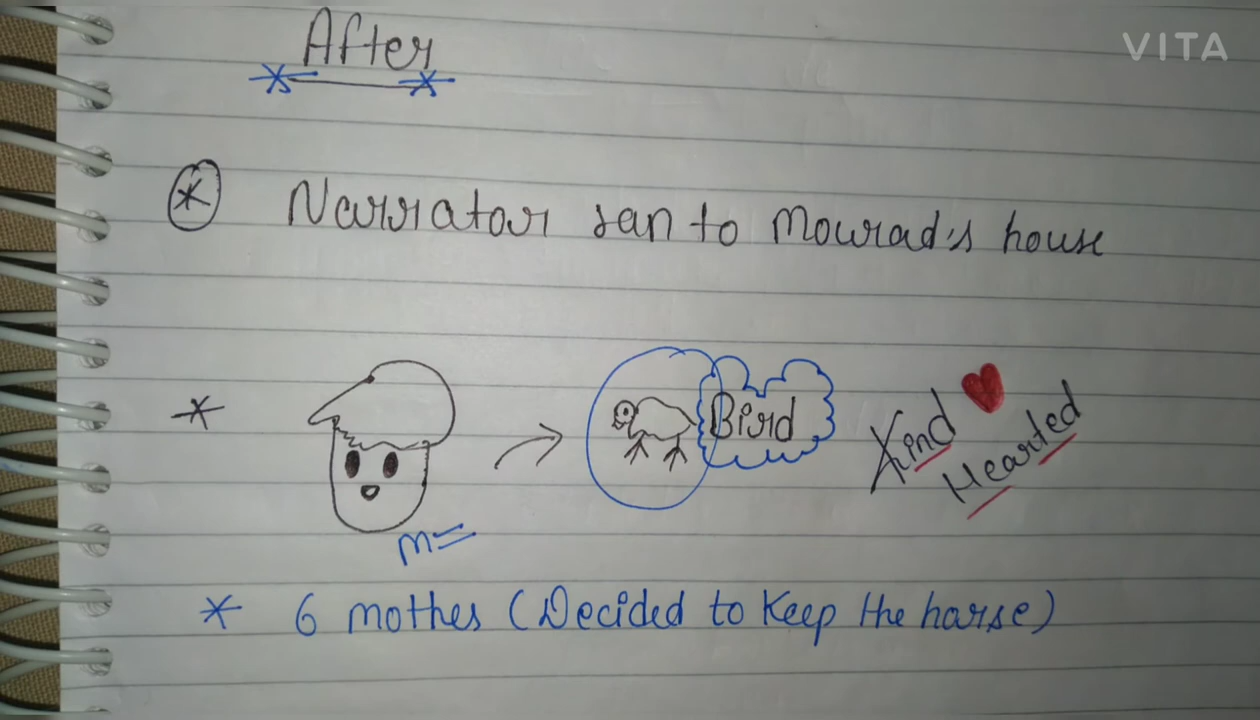 After
VITA
Narrator ran to Mourad's house
Bird
Kind
Hearted
m=
* 6 mothes (Decided to Keep the harse)